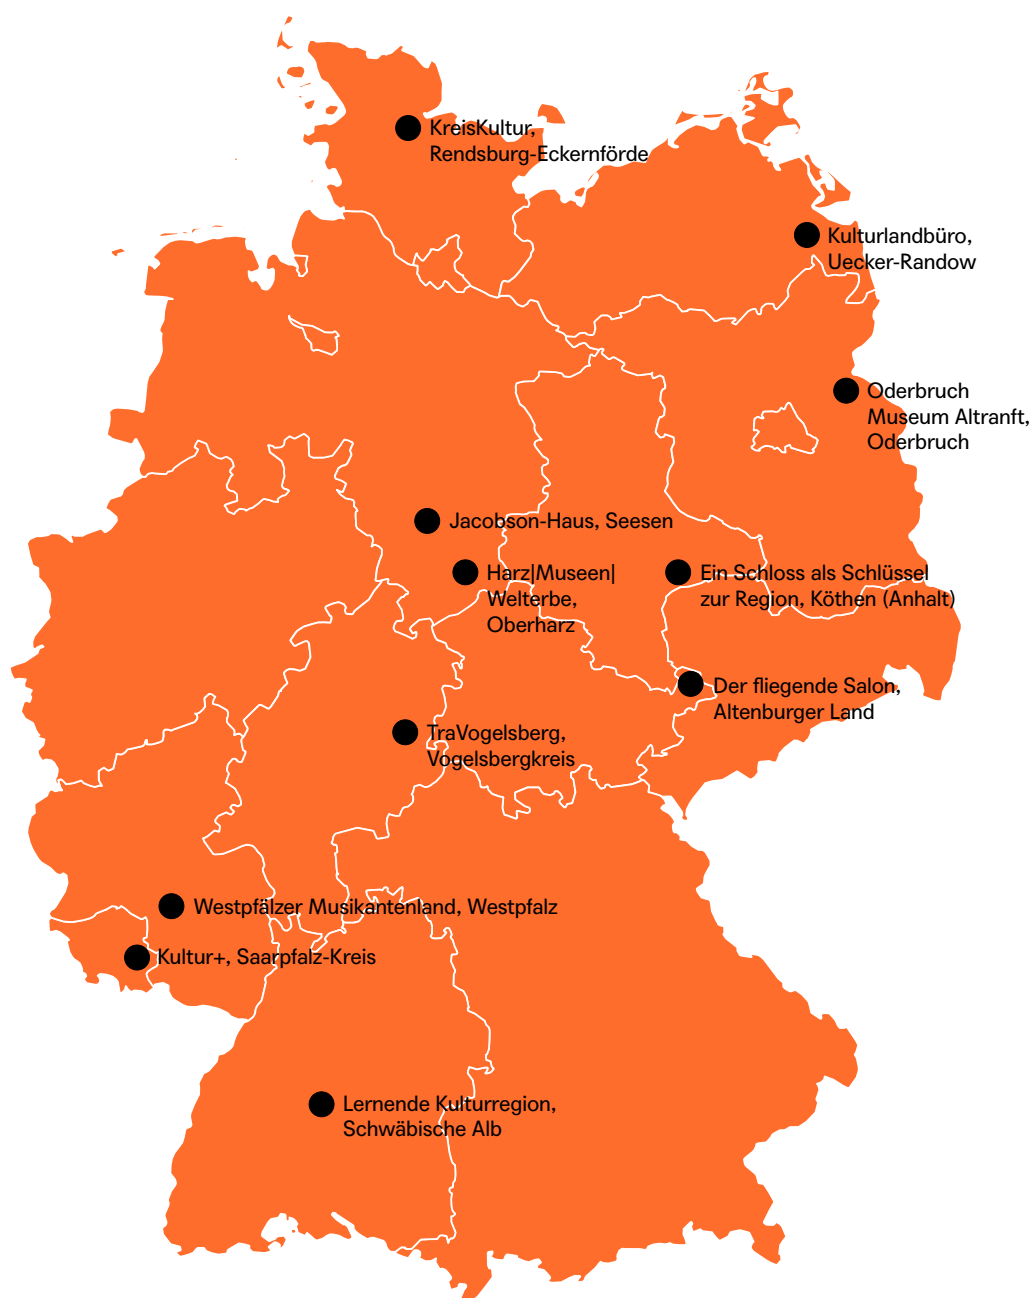 KreisKultur,
Rendsburg-Eckernförde
Kulturlandbüro,
Uecker-Randow
Oderbruch
Museum Altranft,
Oderbruch
Jacobson-Haus, Seesen
Harz|Museen|
Welterbe,
Oberharz
Ein Schloss als Schlüssel
zur Region, Köthen (Anhalt)
Der fliegende Salon,
Altenburger Land
TraVogelsberg,
Vogelsbergkreis
Westpfälzer Musikantenland, Westpfalz
Kultur+, Saarpfalz-Kreis
Lernende Kulturregion,
Schwäbische Alb